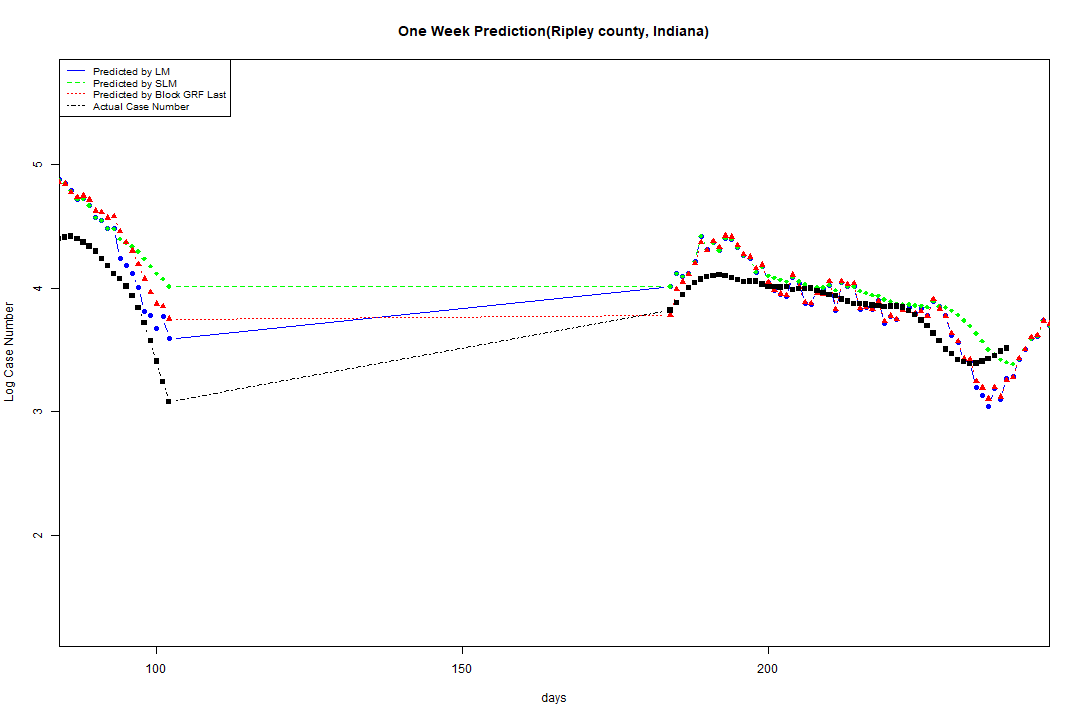 One Week Prediction(Ripley county, Indiana)
Predicted by LM
Predicted by SLM
Predicted by Block GRF Last
Actual Case Number
5
4
3
2
Log Case Number
100 150 200
days